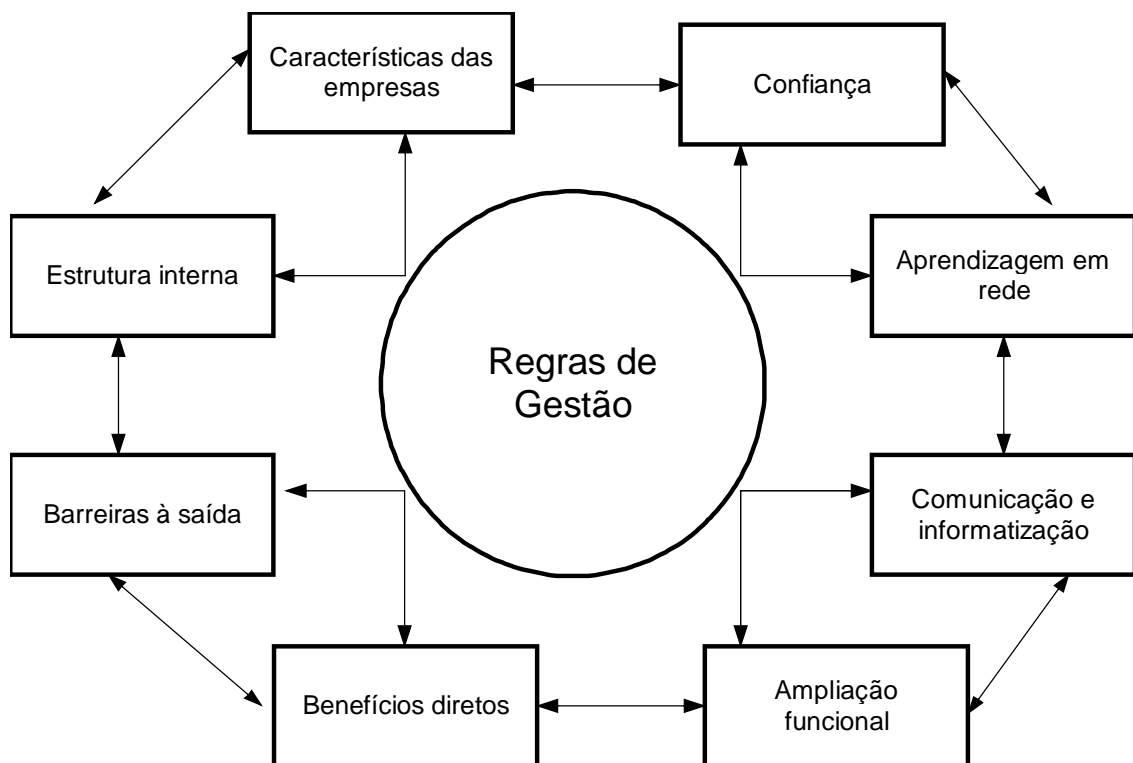 Características das
empresas
Confiança
Estrutura interna
Aprendizagem em
rede
Regras de
Gestão
Barreiras à saída
Comunicação e
informatização
Benefícios diretos
Ampliação
funcional